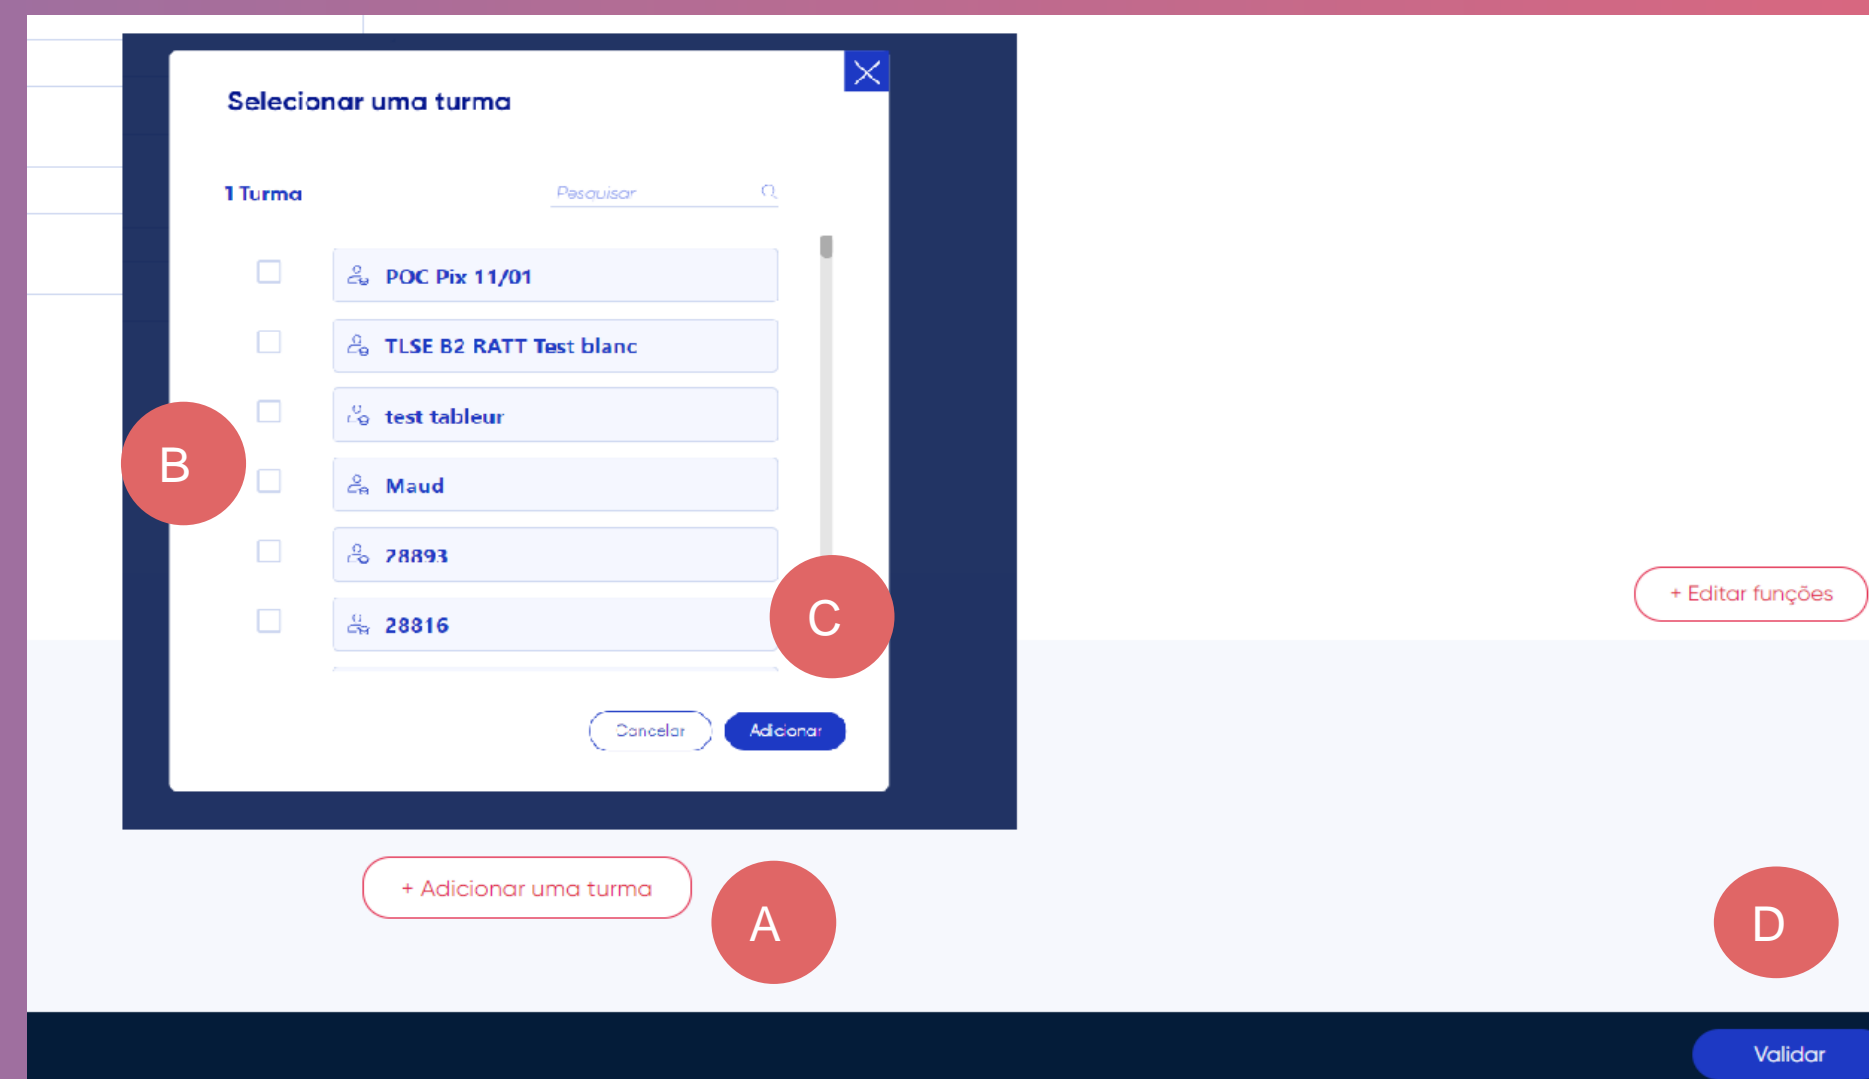 Selecionar uma turma
1 Turma
Pesquisar
POC Pix 11/01
TLSE B2 RATT Test blanc
test tableur
B
Maud
28893
C
28816
+ Editar funções
Cancelar
Adicionar
+ Adicionar uma turma
A
D
Validar